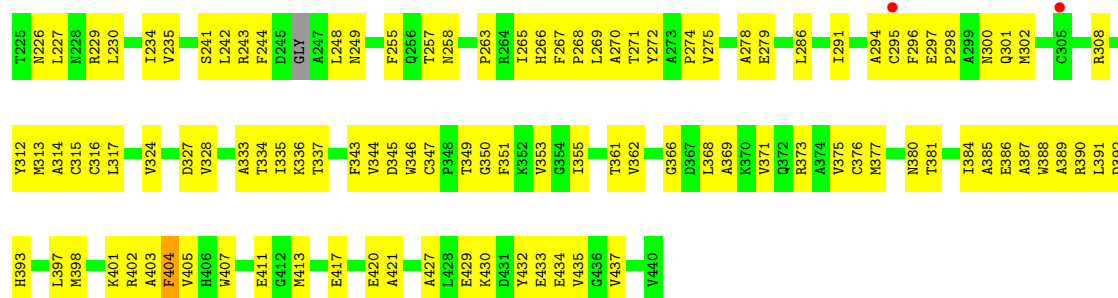 T225 N226 L227 N228 R229 L230 I234 V235 S241 L242 R243 F244 D245 GLY A247 L248 N249 F255 Q256 T257 N258 P263 R264 I265 H266 F267 P268 L269 A270 T271 Y272 A273 P274 V275 A278 E279 L286 I291 A294 C295 F296 E297 P298 A299 N300 Q301 M302 C305 R308
Y312 M313 A314 C315 C316 L317 V324 D327 V328 A333 T334 I335 K336 T337 F343 V344 D345 W346 C347 P348 T349 G350 F351 K352 V353 G354 I355 T361 V362 G366 D367 L368 A369 K370 V371 Q372 R373 A374 V375 C376 M377 N380 T381 I384 A385 E386 A387 W388 A389 R390 L391
H393 L397 M398 K401 R402 A403 F404 V405 H406 W407 E411 G412 M413 E417 E420 A421 A427 L428 E429 K430 D431 Y432 E433 E434 V435 G436 V437 V440